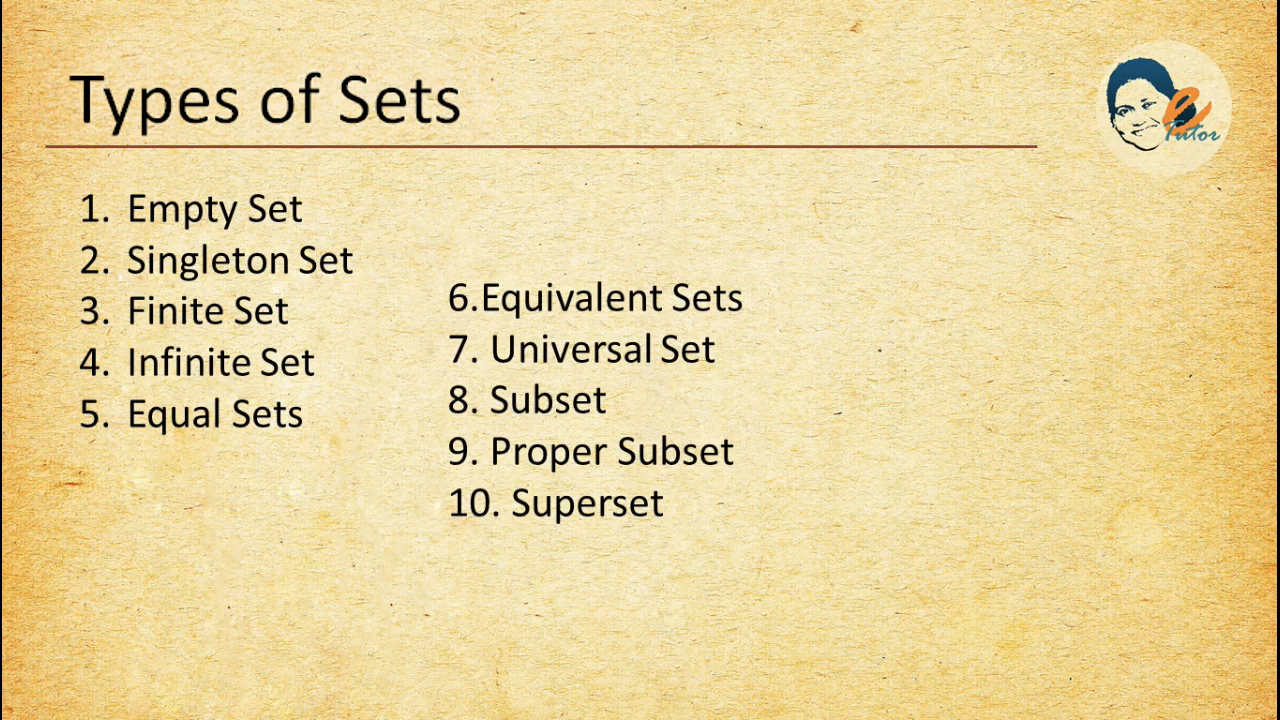 Types of Sets
e
Tutor
1. Empty Set
2. Singleton Set
3. Finite Set
4. Infinite Set
5. Equal Sets
6.Equivalent Sets
7. Universal Set
8. Subset
9. Proper Subset
10. Superset